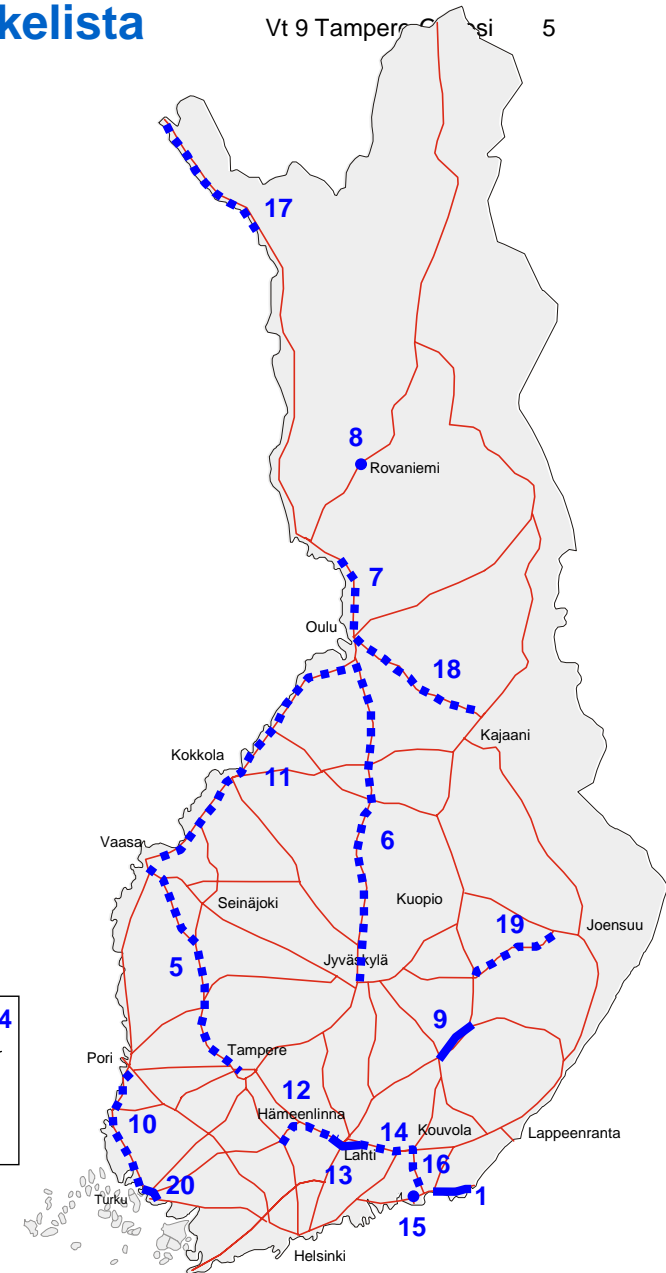 kelista
Vt 9 Tampere
5
17
8
Rovaniemi
7
Oulu
18
Kajaani
Kokkola
11
6
Vaasa
Seinäjoki
Kuopio
19
Joensuu
Jyväskylä
5
9
4
Pori
Tampere
12
Hämeenlinna
10
14
Kouvola
Lappeenranta
Lahti
13
16
20
Turku
1
15
Helsinki